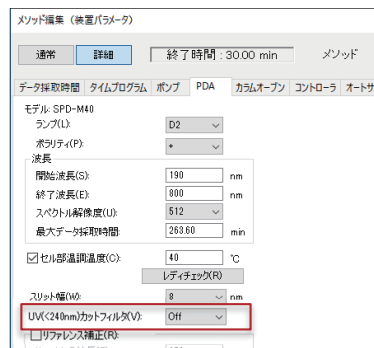 メソッド編集 (装置パラメータ)
通常 詳細 終了時間 : 30.00 min メソッド
データ採取時間 タイムプログラム ポンプ PDA カラムオーブン コントローラ オートサ
モデル: SPD-M40
ランプ(L): D2
ポラリティ(P): +
波長
開始波長(S): 190 nm
終了波長(E): 800 nm
スペクトル解像度(U): 512
最大データ採取時間: 263.60 min
セル部温調温度(C): 40 ℃
レディチェック(R)
スリット幅(W): 8 nm
UV(<240nm)カットフィルタ(V): Off
リファレンス補正(R):